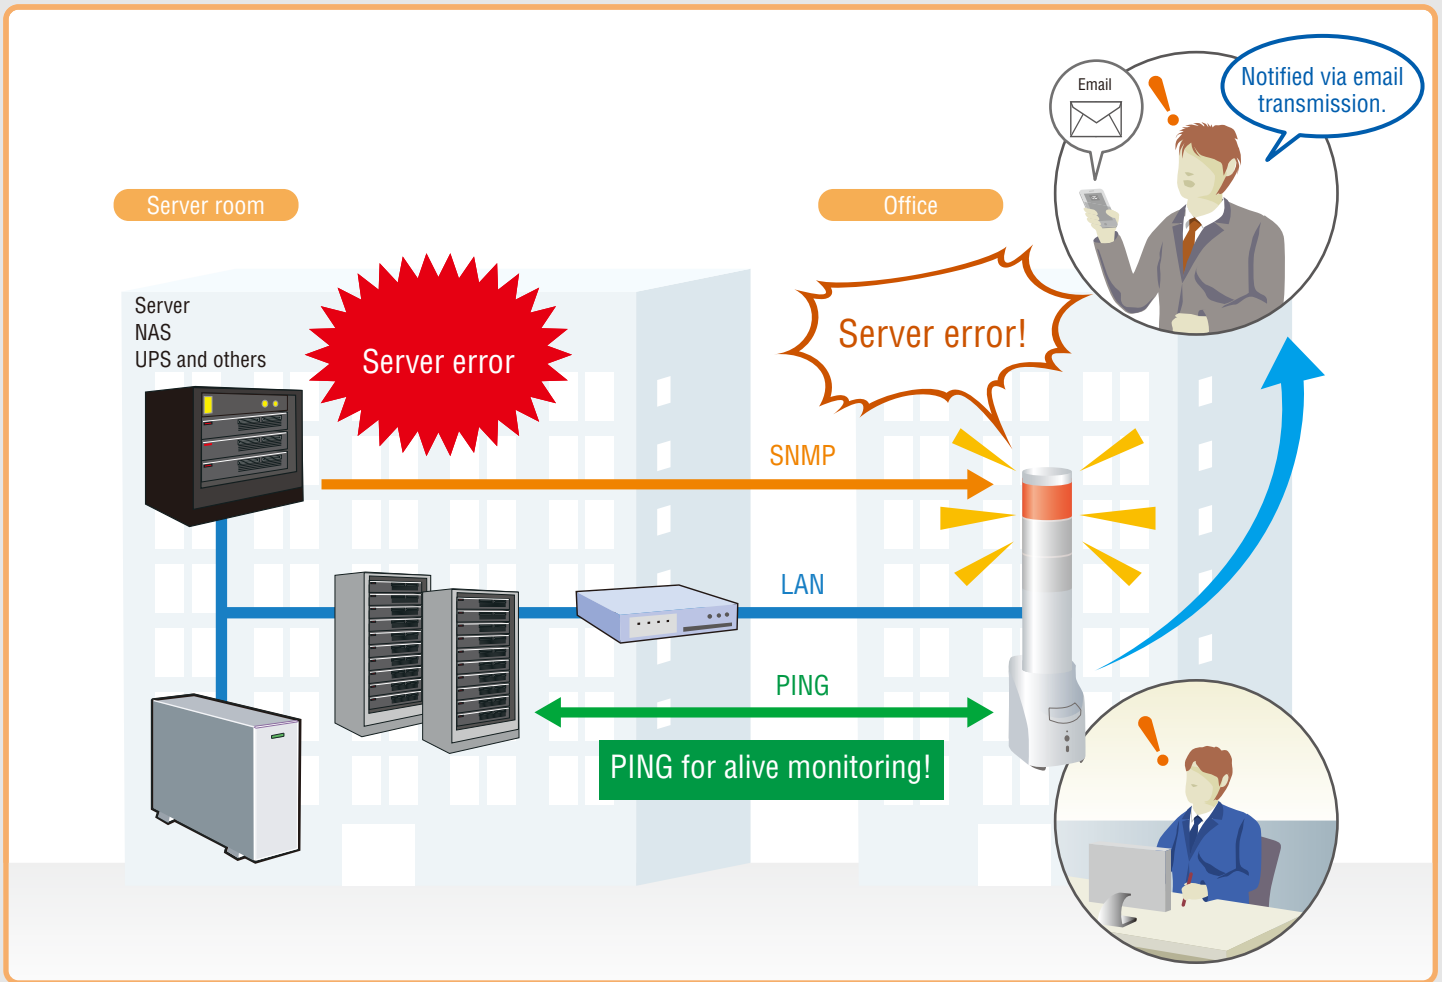 Email
Notified via email
transmission.
Server room
Office
Server
NAS
UPS and others
Server error
Server error!
SNMP
LAN
PING
PING for alive monitoring!